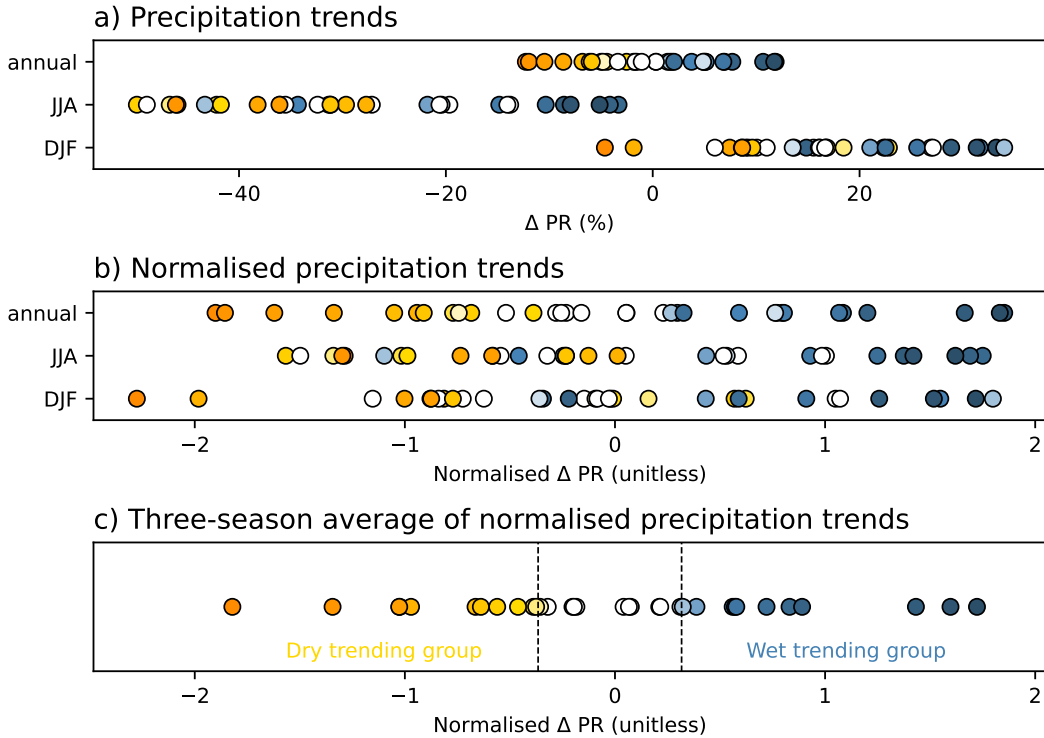 a) Precipitation trends
annual
JJA
DJF
−40 −20 0 20
Δ PR (%)
b) Normalised precipitation trends
annual
JJA
DJF
−2 −1 0 1 2
Normalised Δ PR (unitless)
c) Three-season average of normalised precipitation trends
Dry trending group Wet trending group
−2 −1 0 1 2
Normalised Δ PR (unitless)